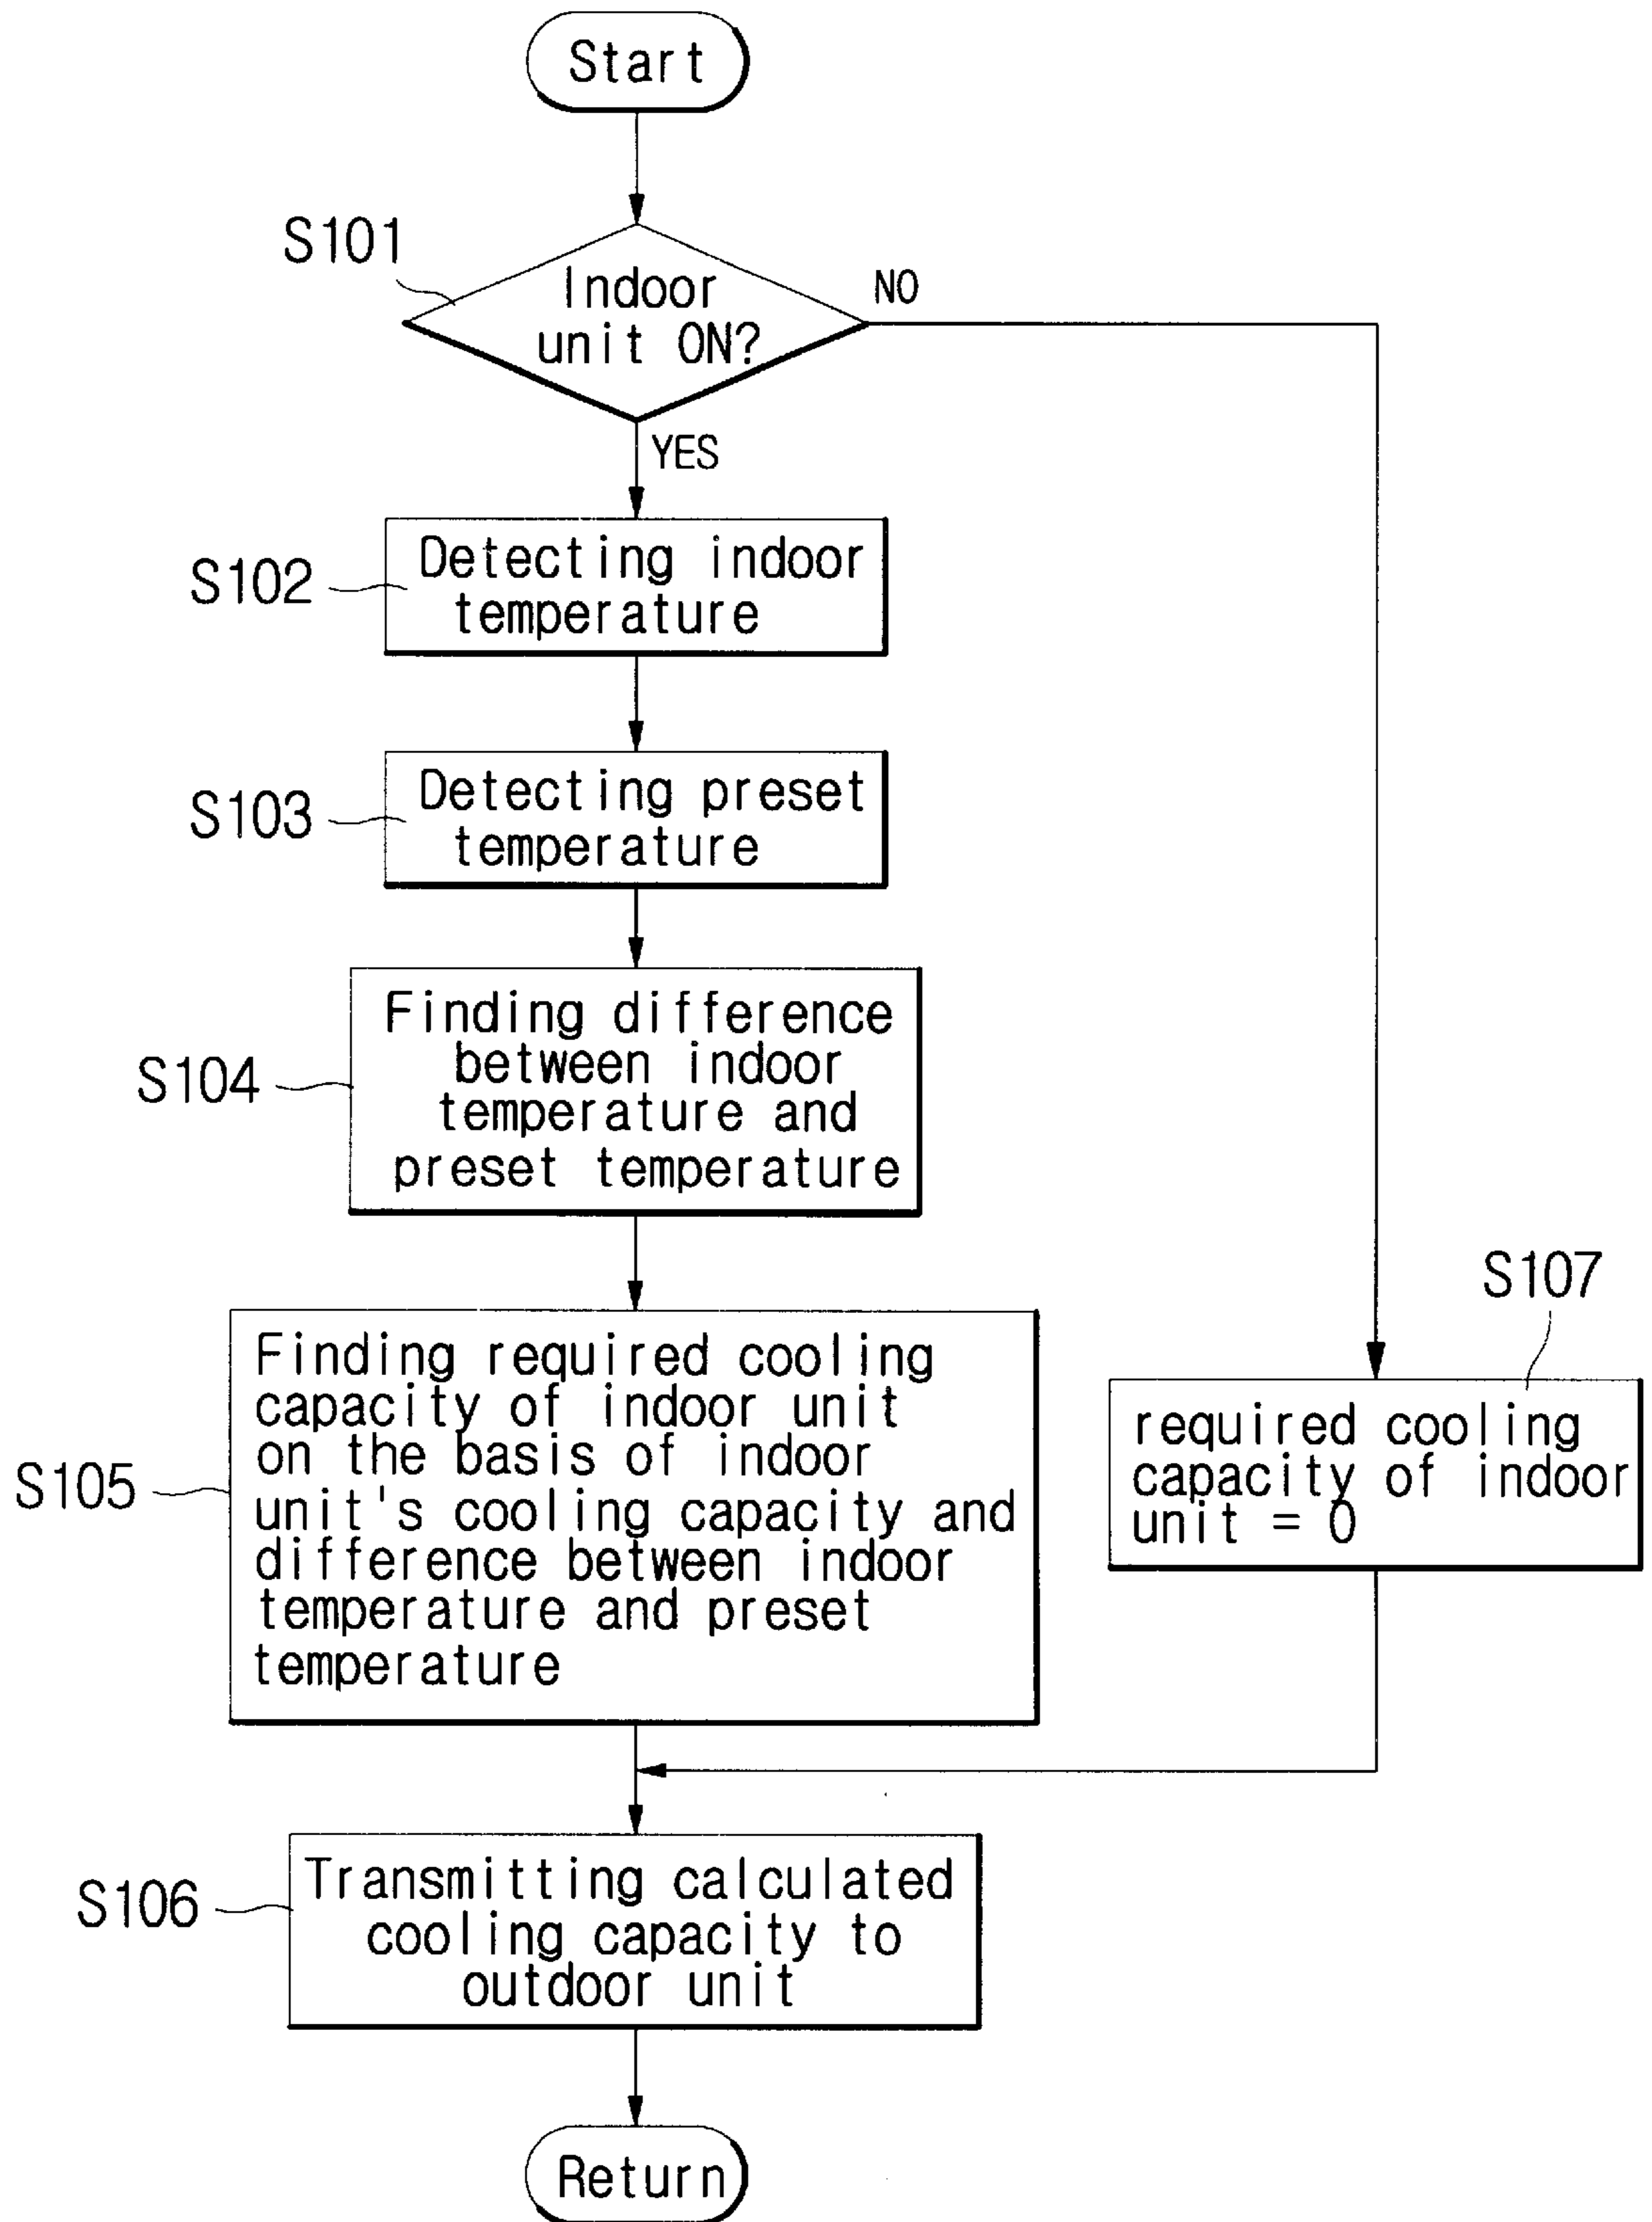 Start
S101
Indoor
unit ON?
NO
YES
S102
Detecting indoor
temperature
S103
Detecting preset
temperature
S104
Finding difference
between indoor
temperature and
preset temperature
S105
Finding required cooling
capacity of indoor unit
on the basis of indoor
unit's cooling capacity and
difference between indoor
temperature and preset
temperature
S107
required cooling
capacity of indoor
unit = 0
S106
Transmitting calculated
cooling capacity to
outdoor unit
Return